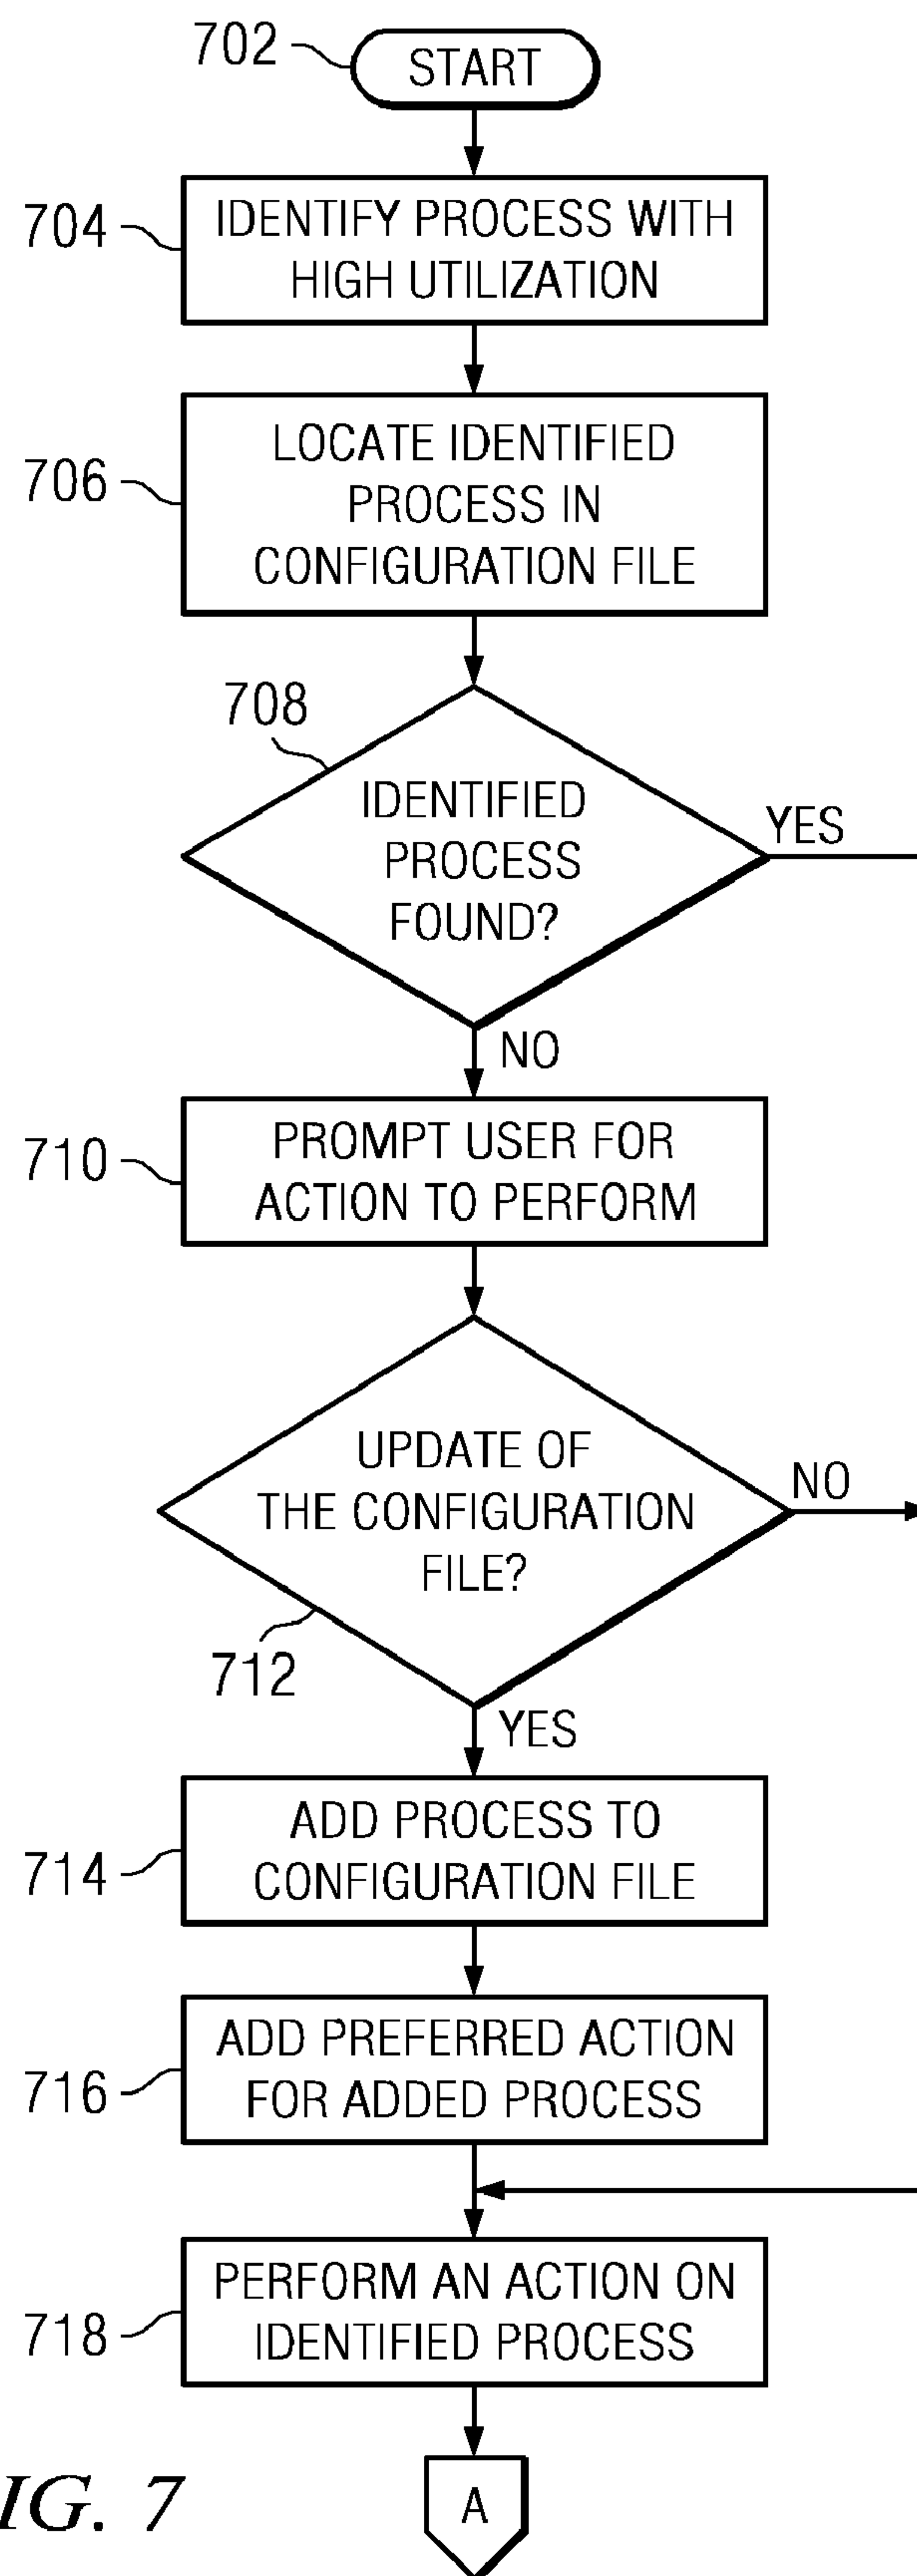 702
START
704
IDENTIFY PROCESS WITH
HIGH UTILIZATION
706
LOCATE IDENTIFIED
PROCESS IN
CONFIGURATION FILE
708
IDENTIFIED
PROCESS
FOUND?
YES
NO
710
PROMPT USER FOR
ACTION TO PERFORM
UPDATE OF
THE CONFIGURATION
FILE?
NO
712
YES
714
ADD PROCESS TO
CONFIGURATION FILE
716
ADD PREFERRED ACTION
FOR ADDED PROCESS
718
PERFORM AN ACTION ON
IDENTIFIED PROCESS
IG. 7
A